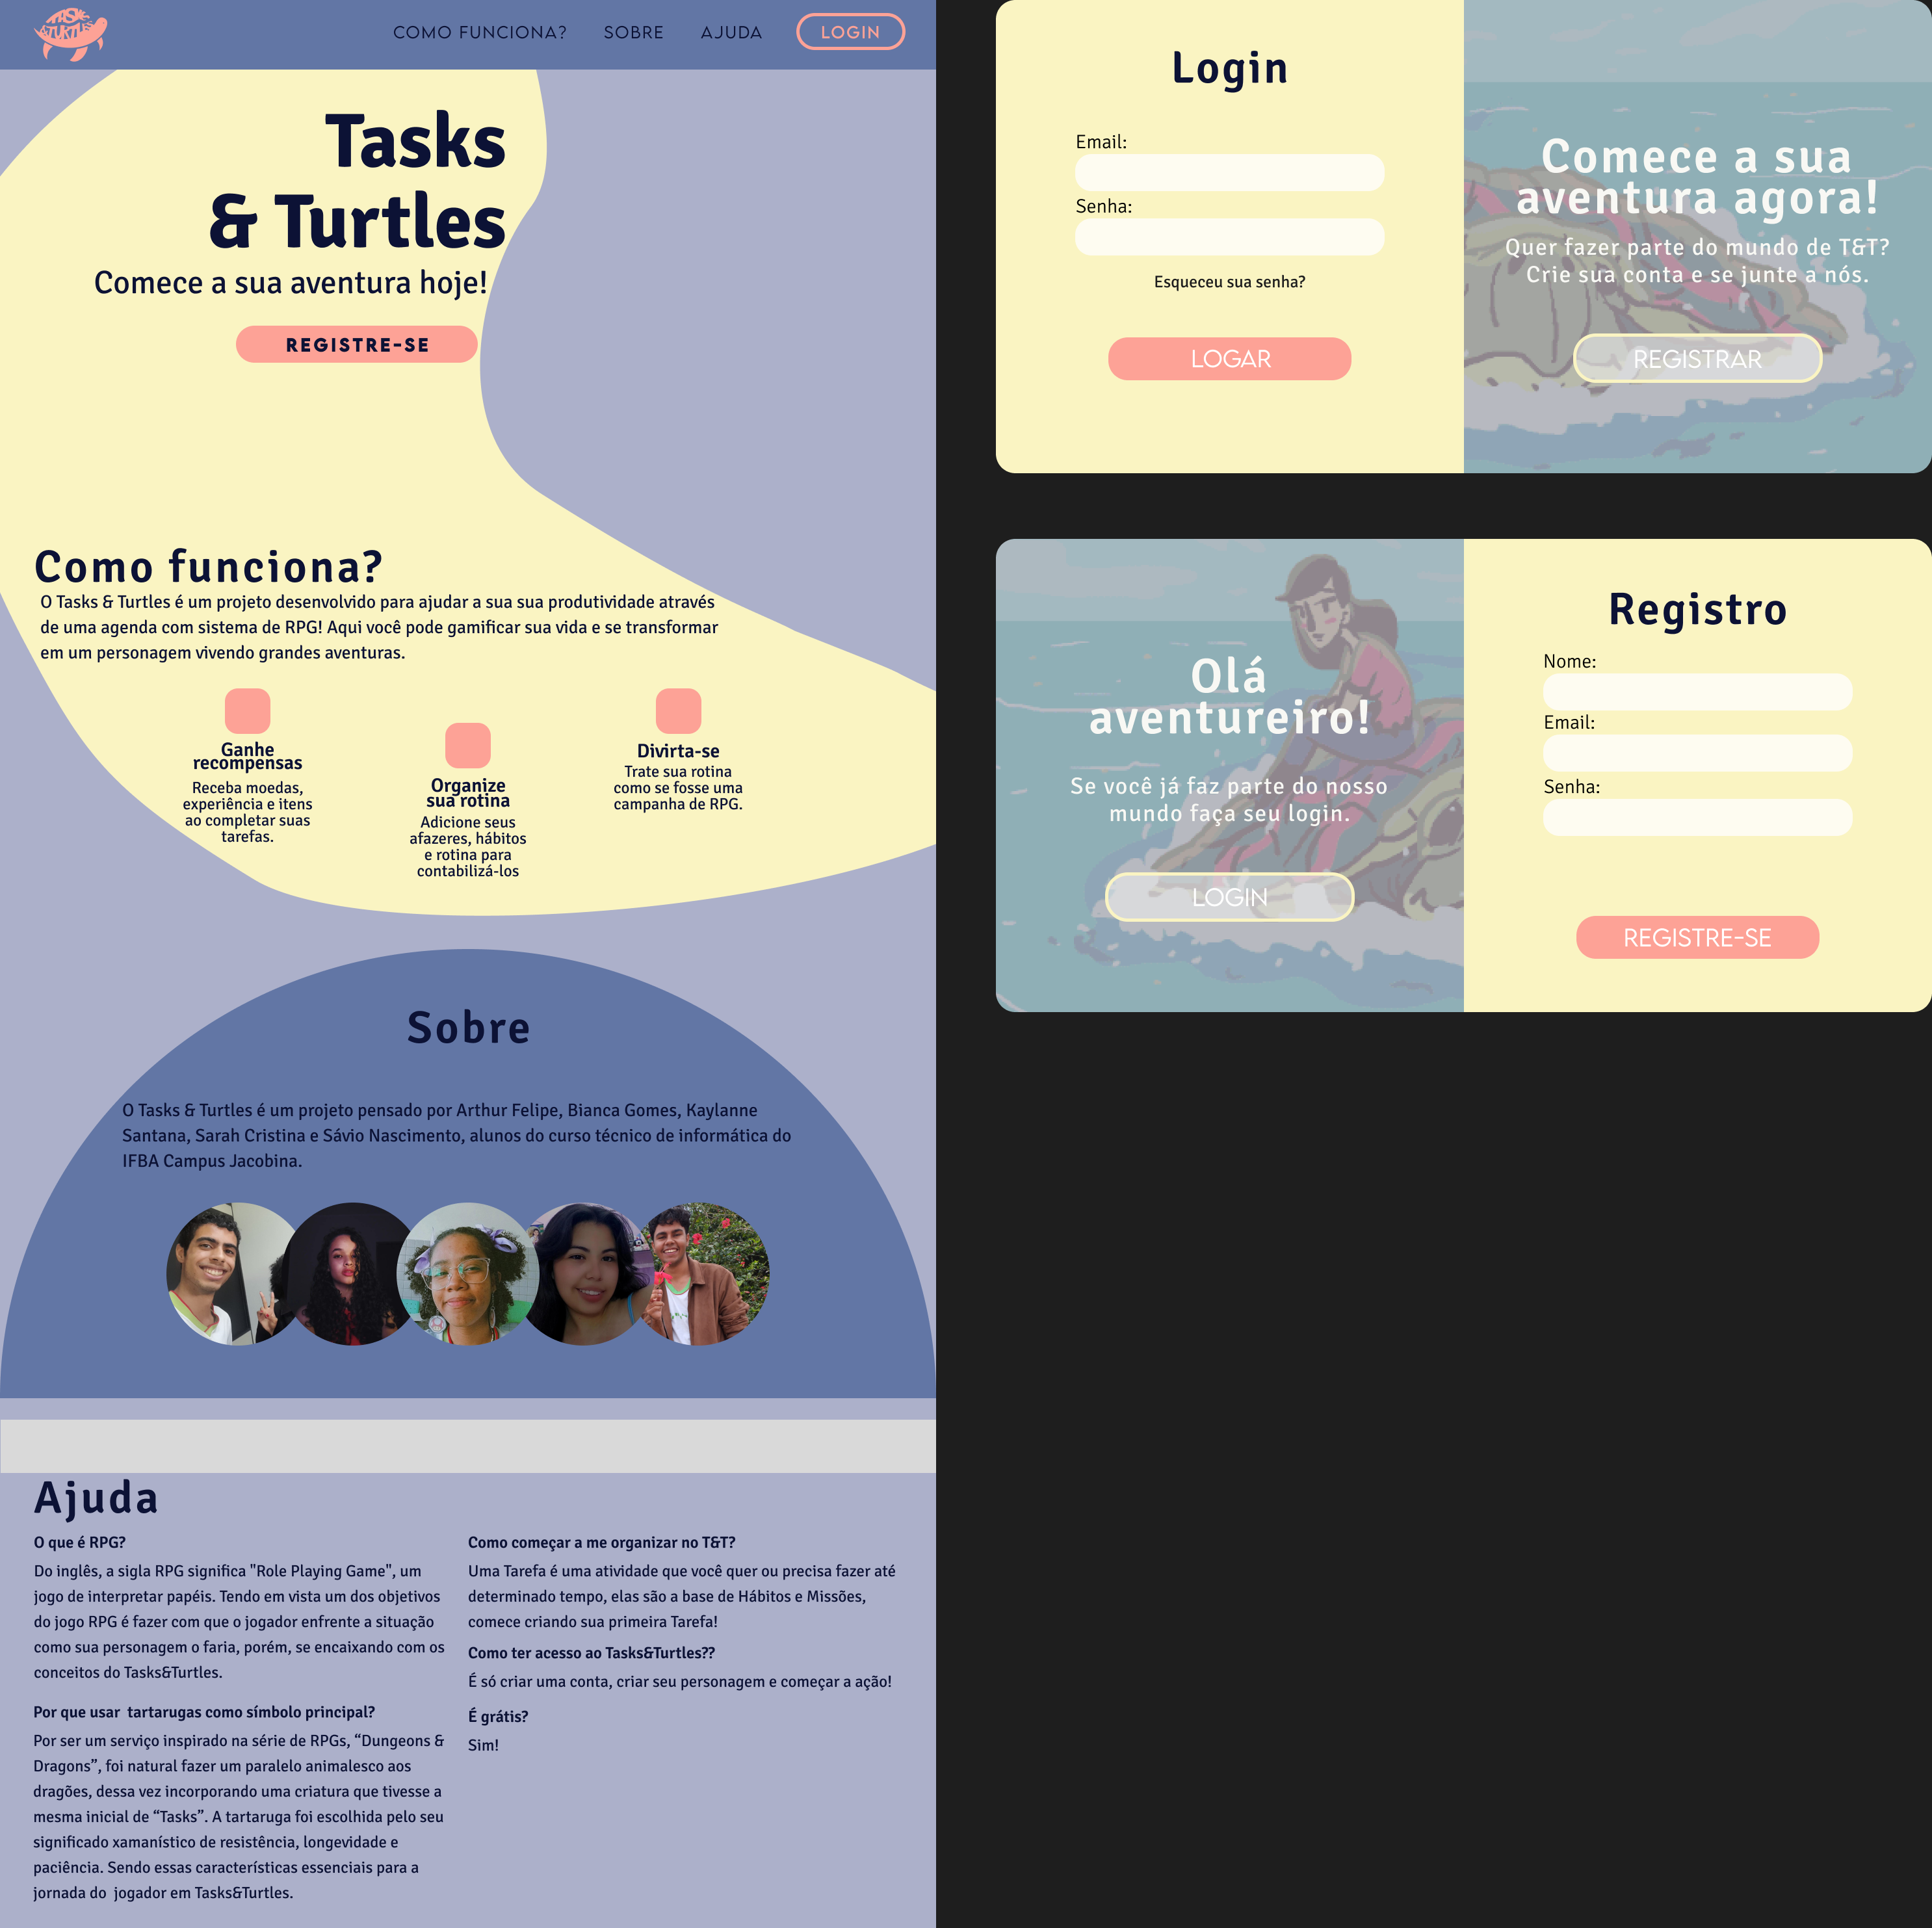 TASKS
&TURTLES
COMO FUNCIONA?
SOBRE
AJUDA
LOGIN
Tasks
& Turtles
Comece a sua aventura hoje!
REGISTRE-SE
Como funciona?
O Tasks & Turtles é um projeto desenvolvido para ajudar a sua sua produtividade através
de uma agenda com sistema de RPG! Aqui você pode gamificar sua vida e se transformar
em um personagem vivendo grandes aventuras.
Ganhe
recompensas
Receba moedas,
experiência e itens
ao completar suas
tarefas.
Organize
sua rotina
Adicione seus
afazeres, hábitos
e rotina para
contabilizá-los
Divirta-se
Trate sua rotina
como se fosse uma
campanha de RPG.
Sobre
O Tasks & Turtles é um projeto pensado por Arthur Felipe, Bianca Gomes, Kaylanne
Santana, Sarah Cristina e Sávio Nascimento, alunos do curso técnico de informática do
IFBA Campus Jacobina.
Ajuda
O que é RPG?
Do inglês, a sigla RPG significa "Role Playing Game", um
jogo de interpretar papéis. Tendo em vista um dos objetivos
do jogo RPG é fazer com que o jogador enfrente a situação
como sua personagem o faria, porém, se encaixando com os
conceitos do Tasks&Turtles.
Por que usar  tartarugas como símbolo principal?
Por ser um serviço inspirado na série de RPGs, “Dungeons &
Dragons”, foi natural fazer um paralelo animalesco aos
dragões, dessa vez incorporando uma criatura que tivesse a
mesma inicial de “Tasks”. A tartaruga foi escolhida pelo seu
significado xamanístico de resistência, longevidade e
paciência. Sendo essas características essenciais para a
jornada do  jogador em Tasks&Turtles.
Como começar a me organizar no T&T?
Uma Tarefa é uma atividade que você quer ou precisa fazer até
determinado tempo, elas são a base de Hábitos e Missões,
comece criando sua primeira Tarefa!
Como ter acesso ao Tasks&Turtles??
É só criar uma conta, criar seu personagem e começar a ação!
É grátis?
Sim!
Login
Email:
Senha:
Esqueceu sua senha?
LOGAR
Comece a sua
aventura agora!
Quer fazer parte do mundo de T&T?
Crie sua conta e se junte a nós.
REGISTRAR
Olá
aventureiro!
Se você já faz parte do nosso
mundo faça seu login.
LOGIN
Registro
Nome:
Email:
Senha:
REGISTRE-SE